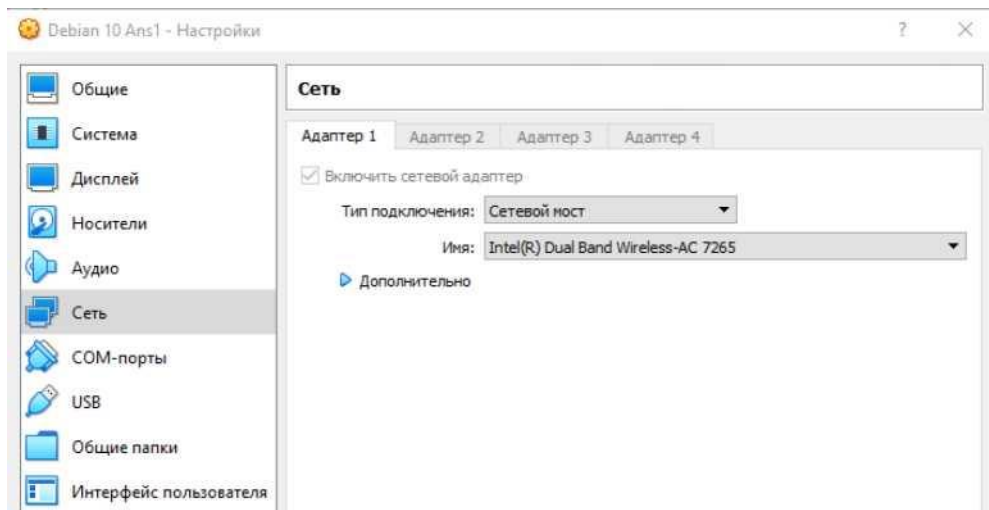 Debian 10 Ans1 - Настройки
?
Общие
Система
Дисплей
Носители
Аудио
Сеть
COM-порты
USB
Общие папки
Интерфейс пользователя
Сеть
Адаптер 1 Адаптер 2 Адаптер 3 Адаптер 4
Включить сетевой адаптер
Тип подключения: Сетевой мост
Имя: Intel(R) Dual Band Wireless-AC 7265
Дополнительно